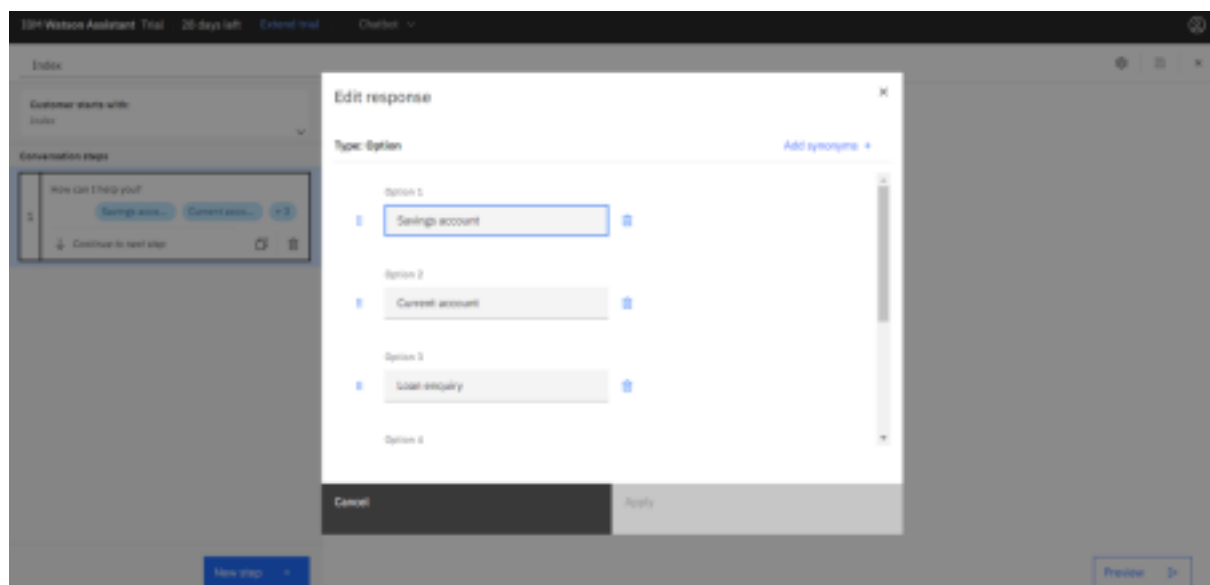 IBM Watson Assistant Trial 28 days left Extend trial Chatbot
Index
Customer starts with:
Index
Conversation steps
1
How can I help you?
Savings acco... Current acco... + 3
Continue to next step
New step +
Edit response
Type: Option
Add synonyms +
Option 1
Savings account
Option 2
Current account
Option 3
Loan enquiry
Option 4
Cancel
Apply
Preview